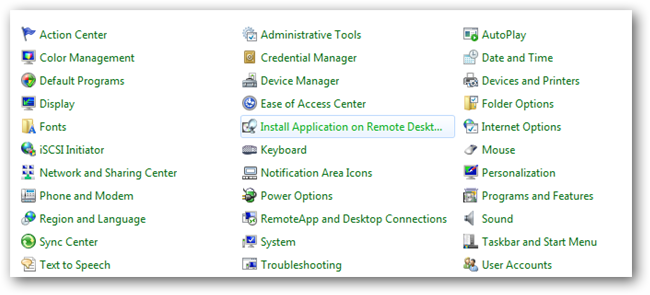 Action Center
Administrative Tools
AutoPlay
Color Management
Credential Manager
Date and Time
Default Programs
Device Manager
Devices and Printers
Display
Ease of Access Center
Folder Options
Fonts
Install Application on Remote Deskt...
Internet Options
iSCSI Initiator
Keyboard
Mouse
Network and Sharing Center
Notification Area Icons
Personalization
Phone and Modem
Power Options
Programs and Features
Region and Language
RemoteApp and Desktop Connections
Sound
Sync Center
System
Taskbar and Start Menu
Text to Speech
Troubleshooting
User Accounts